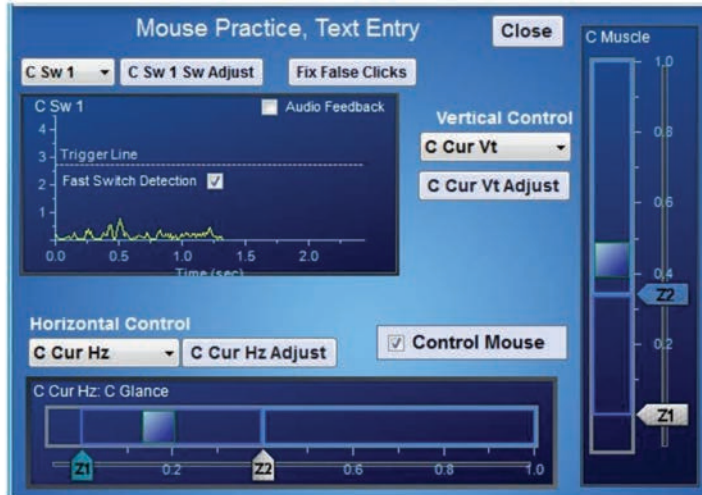 Mouse Practice, Text Entry
Close
C Sw 1
C Sw 1 Sw Adjust
Fix False Clicks
C Sw 1
Audio Feedback
4
3
2
1
Trigger Line
Fast Switch Detection
0.0 0.5 1.0 1.5 2.0
Time (sec)
Vertical Control
C Cur Vt
C Cur Vt Adjust
Horizontal Control
C Cur Hz
C Cur Hz Adjust
Control Mouse
C Cur Hz: C Glance
Z1 0.2 Z2 0.6 0.8 1.0
C Muscle
1,0
0.8
0.6
0,4
Z2
0.2
Z1